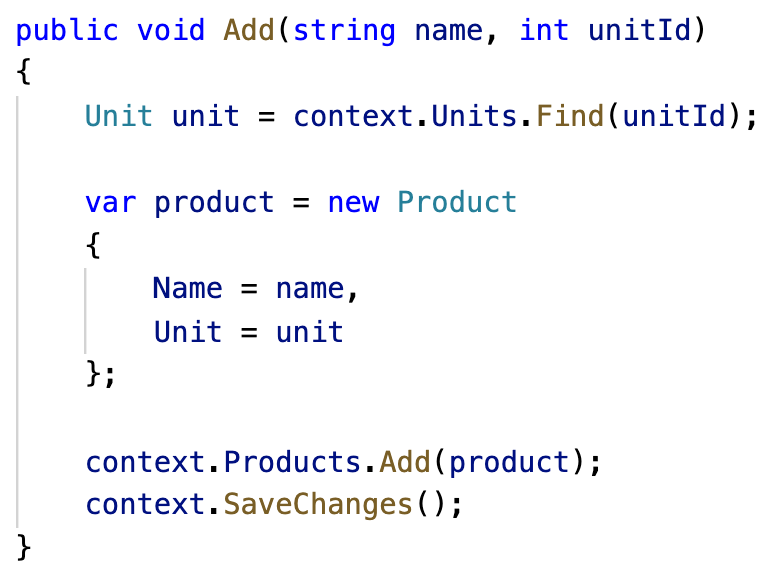 public void Add(string name, int unitId)
{
    Unit unit = context.Units.Find(unitId);

    var product = new Product
    {
        Name = name,
        Unit = unit
    };

    context.Products.Add(product);
    context.SaveChanges();
}